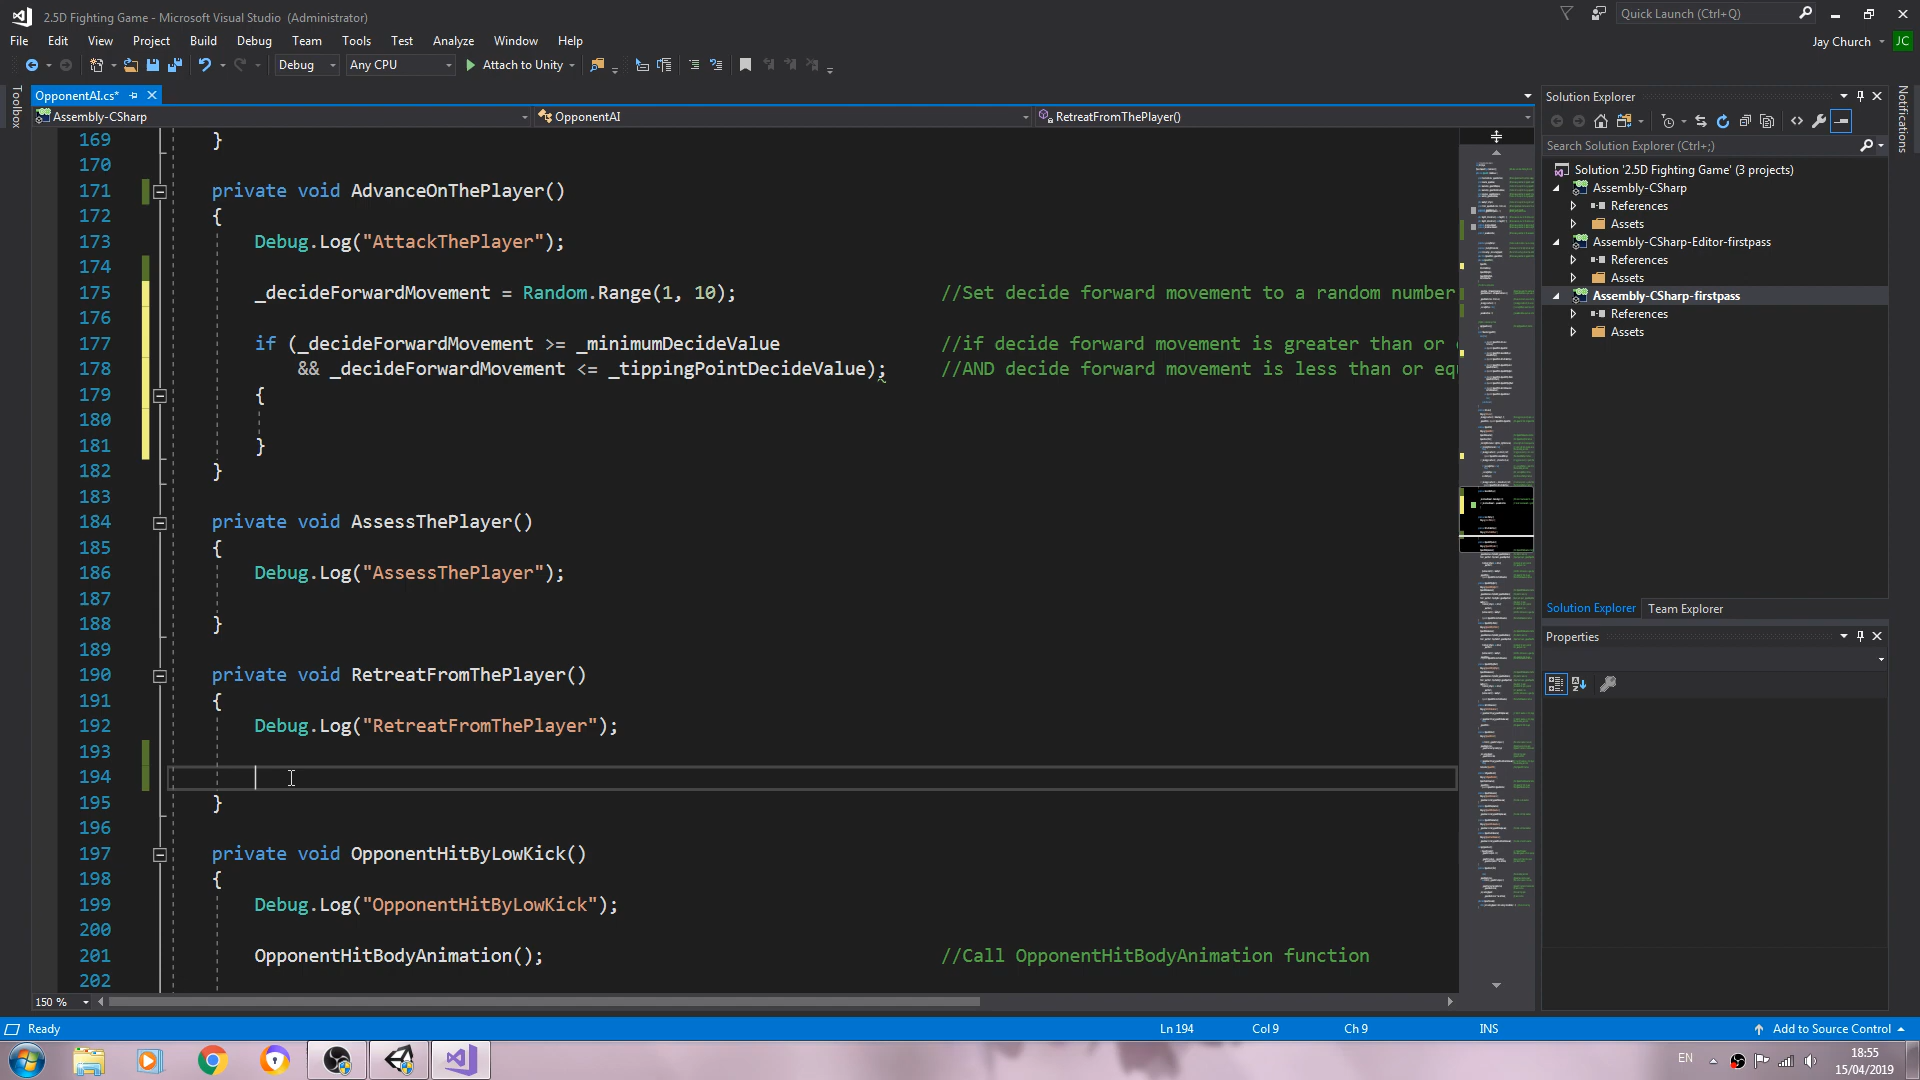 2.5D Fighting Game - Microsoft Visual Studio (Administrator)
Quick Launch (Ctrl+Q)
File Edit View Project Build Debug Team Tools Test Analyze Window Help
Jay Church JC
Debug Any CPU Attach to Unity
Toolbox
OpponentAI.cs*
Assembly-CSharp OpponentAI RetreatFromThePlayer()
169 }
170
171 private void AdvanceOnThePlayer()
172 {
173 Debug.Log("AttackThePlayer");
174
175 _decideForwardMovement = Random.Range(1, 10); //Set decide forward movement to a random number
176
177 if (_decideForwardMovement >= _minimumDecideValue //if decide forward movement is greater than or
178 && _decideForwardMovement <= _tippingPointDecideValue); //AND decide forward movement is less than or equ
179 {
180
181 }
182 }
183
184 private void AssessThePlayer()
185 {
186 Debug.Log("AssessThePlayer");
187
188 }
189
190 private void RetreatFromThePlayer()
191 {
192 Debug.Log("RetreatFromThePlayer");
193
194
195 }
196
197 private void OpponentHitByLowKick()
198 {
199 Debug.Log("OpponentHitByLowKick");
200
201 OpponentHitBodyAnimation(); //Call OpponentHitBodyAnimation function
202
150 %
Solution Explorer
Search Solution Explorer (Ctrl+;)
Solution '2.5D Fighting Game' (3 projects)
Assembly-CSharp
References
Assets
Assembly-CSharp-Editor-firstpass
References
Assets
Assembly-CSharp-firstpass
References
Assets
Solution Explorer Team Explorer
Properties
Notifications
Ready Ln 194 Col 9 Ch 9 INS Add to Source Control
EN 18:55
15/04/2019